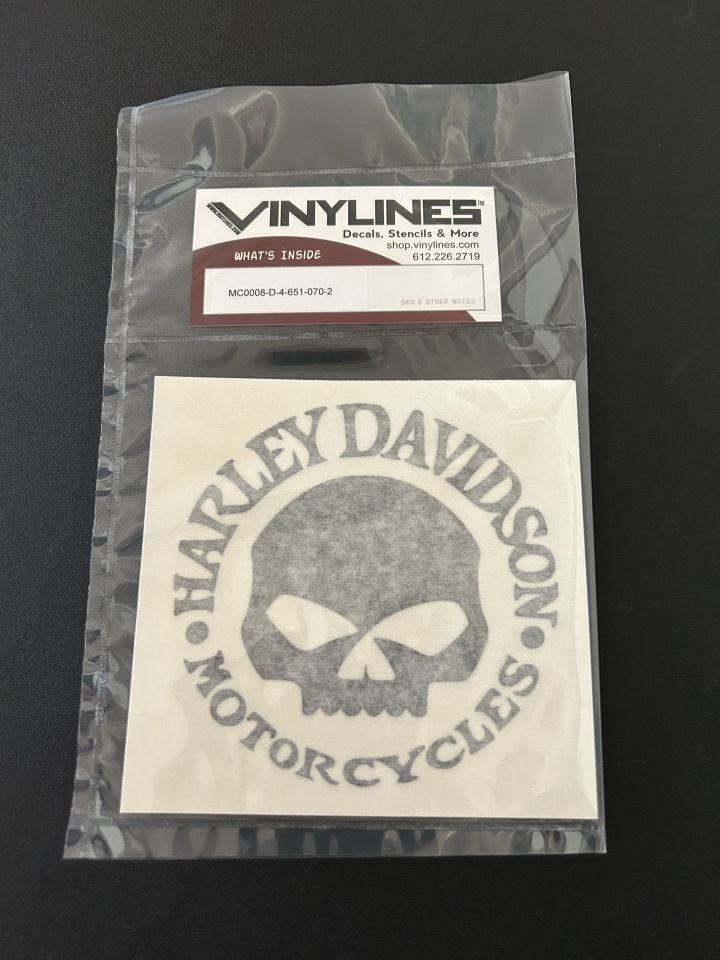 VINYLINES™
Decals, Stencils & More
shop.vinylines.com
612.226.2719
WHAT'S INSIDE
MC0008-D-4-651-070-2
SKU & OTHER NOTES
HARLEY DAVIDSON
• MOTORCYCLES •